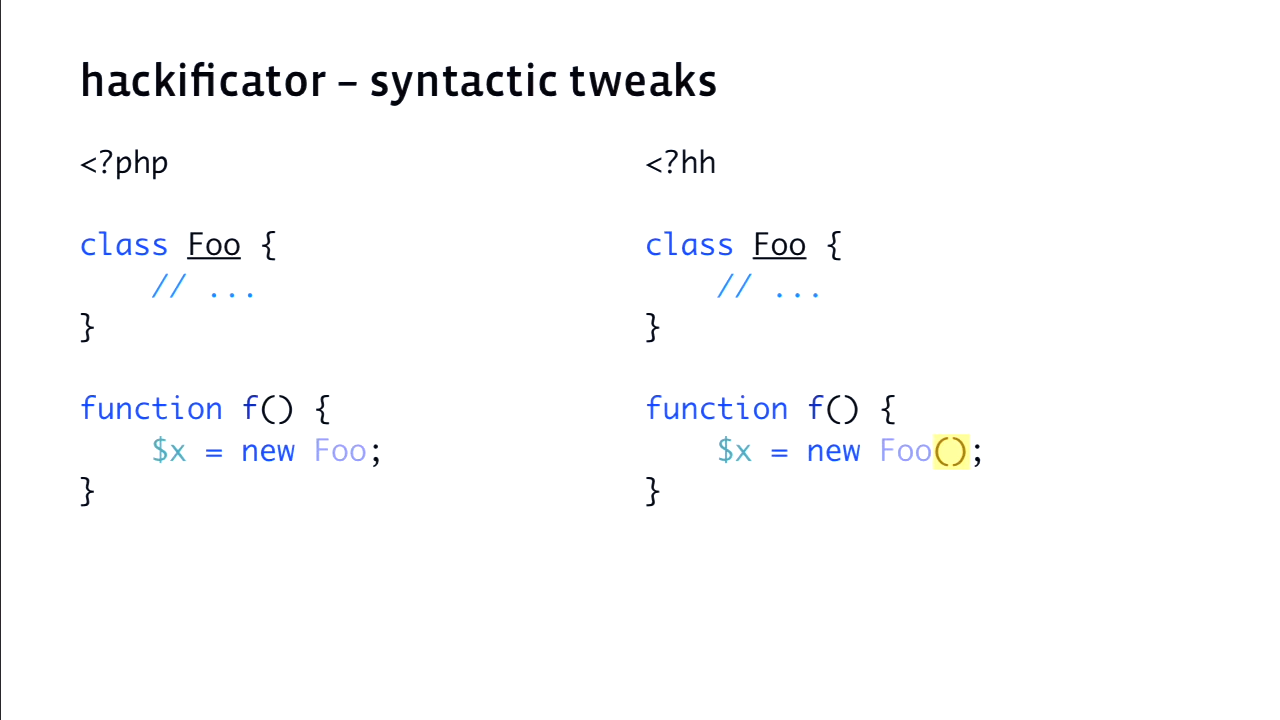 hackificator – syntactic tweaks
<?php
class Foo {
    // ...
}
function f() {
    $x = new Foo;
}
<?hh
class Foo {
    // ...
}
function f() {
    $x = new Foo();
}